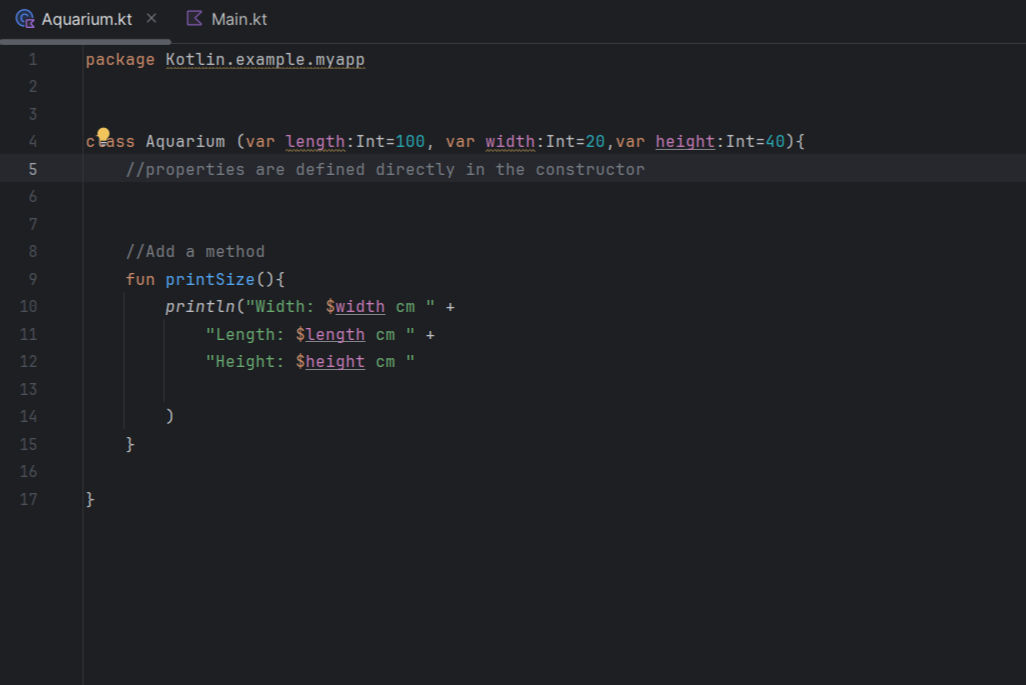 Aquarium.kt
Main.kt
1 package Kotlin.example.myapp
2
3
4 class Aquarium (var length:Int=100, var width:Int=20,var height:Int=40){
5 //properties are defined directly in the constructor
6
7
8 //Add a method
9 fun printSize(){
10 println("Width: $width cm " +
11 "Length: $length cm " +
12 "Height: $height cm "
13
14 )
15 }
16
17 }